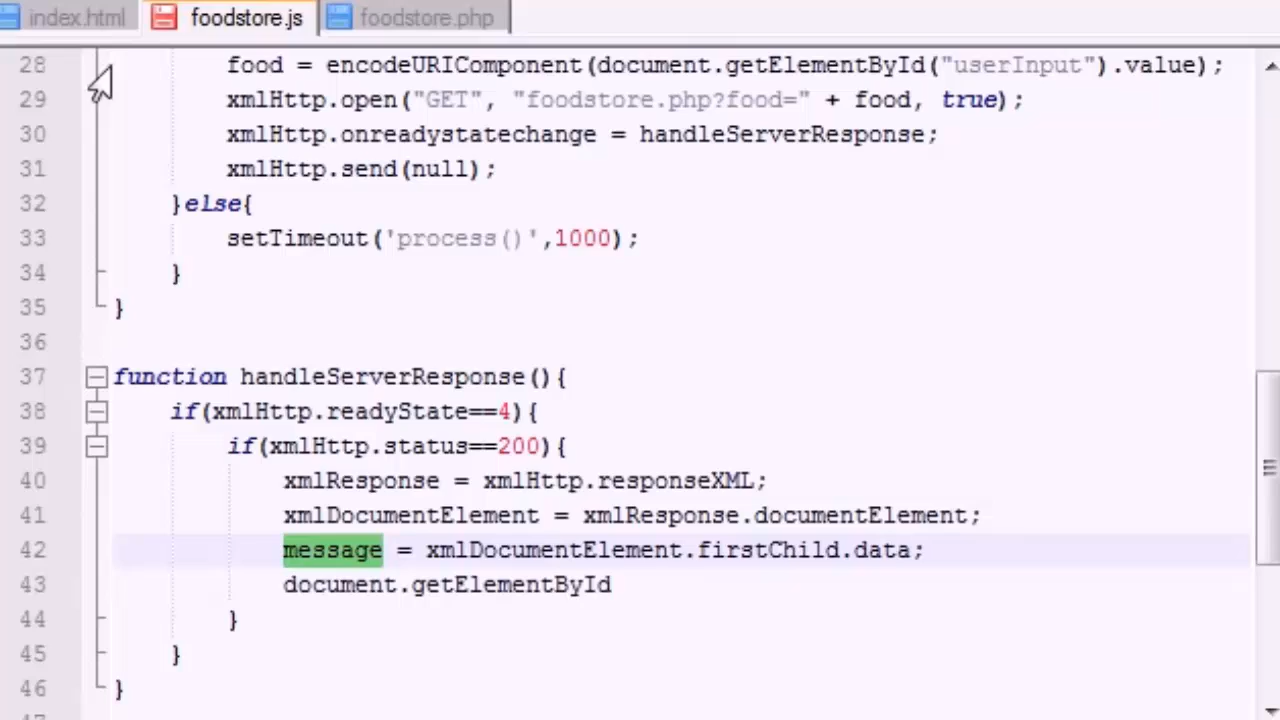 index.html foodstore.js foodstore.php
28 food = encodeURIComponent(document.getElementById("userInput").value);
29 xmlHttp.open("GET", "foodstore.php?food=" + food, true);
30 xmlHttp.onreadystatechange = handleServerResponse;
31 xmlHttp.send(null);
32 }else{
33 setTimeout('process()',1000);
34 }
35 }
36
37 function handleServerResponse(){
38 if(xmlHttp.readyState==4){
39 if(xmlHttp.status==200){
40 xmlResponse = xmlHttp.responseXML;
41 xmlDocumentElement = xmlResponse.documentElement;
42 message = xmlDocumentElement.firstChild.data;
43 document.getElementById
44 }
45 }
46 }